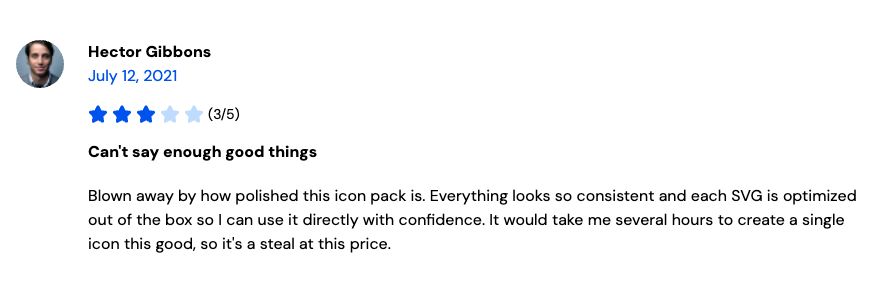 Hector Gibbons
July 12, 2021
(3/5)
Can't say enough good things
Blown away by how polished this icon pack is. Everything looks so consistent and each SVG is optimized
out of the box so I can use it directly with confidence. It would take me several hours to create a single
icon this good, so it's a steal at this price.